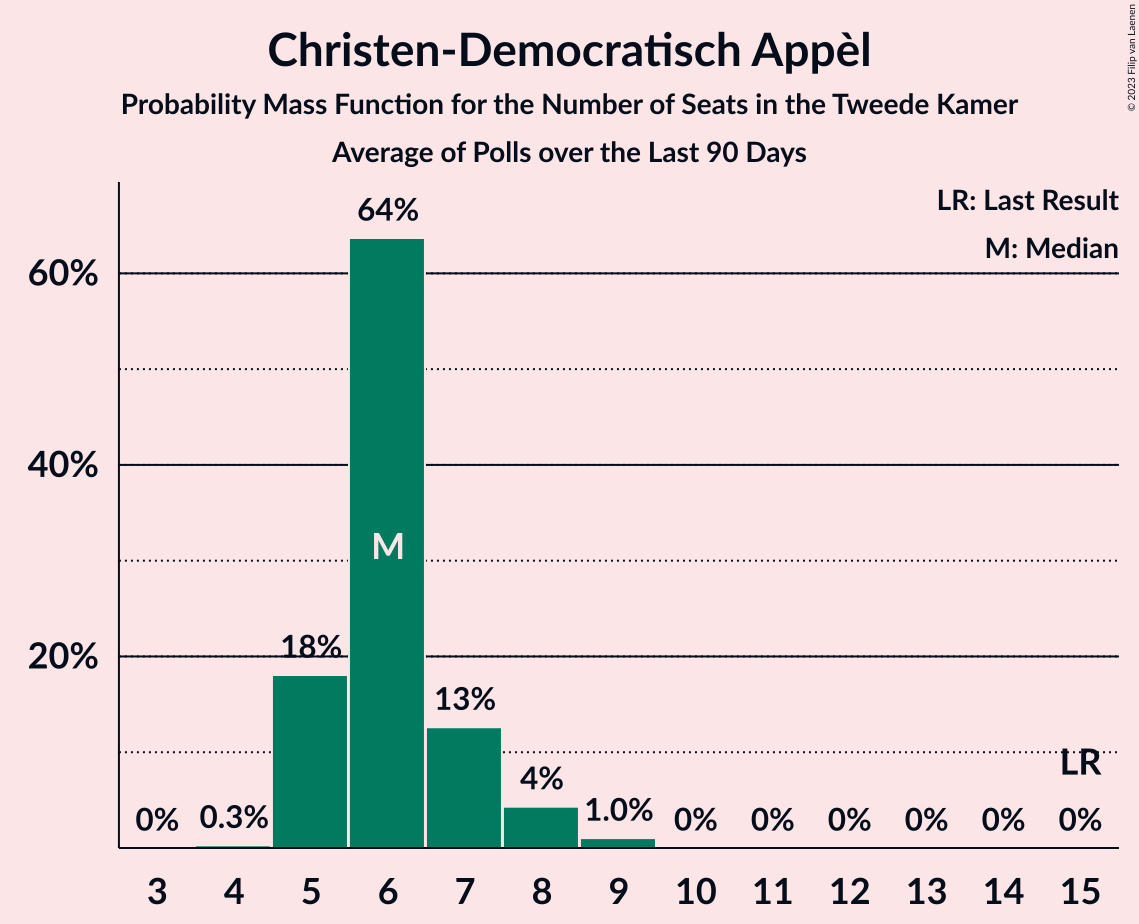 Christen-Democratisch Appèl
Probability Mass Function for the Number of Seats in the Tweede Kamer
Average of Polls over the Last 90 Days
© 2023 Filip van Laenen
LR: Last Result
M: Median
64%
60%
40%
M
18%
20%
13%
LR
4%
0% 0.3% 1.0% 0% 0% 0% 0% 0% 0%
3 4 5 6 7 8 9 10 11 12 13 14 15